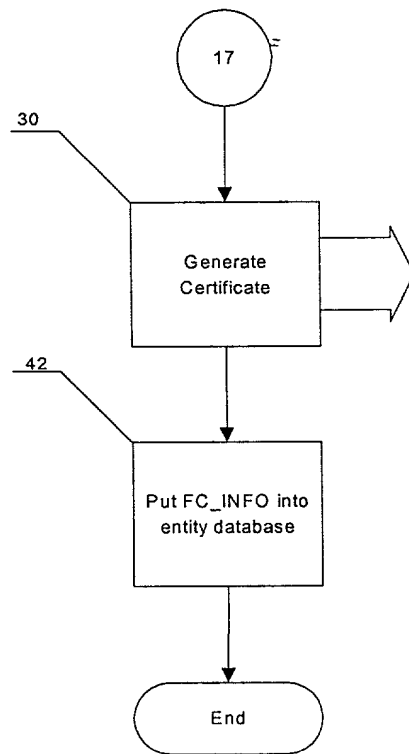 17
30
Generate
Certificate
42
Put FC_INFO into
entity database
End